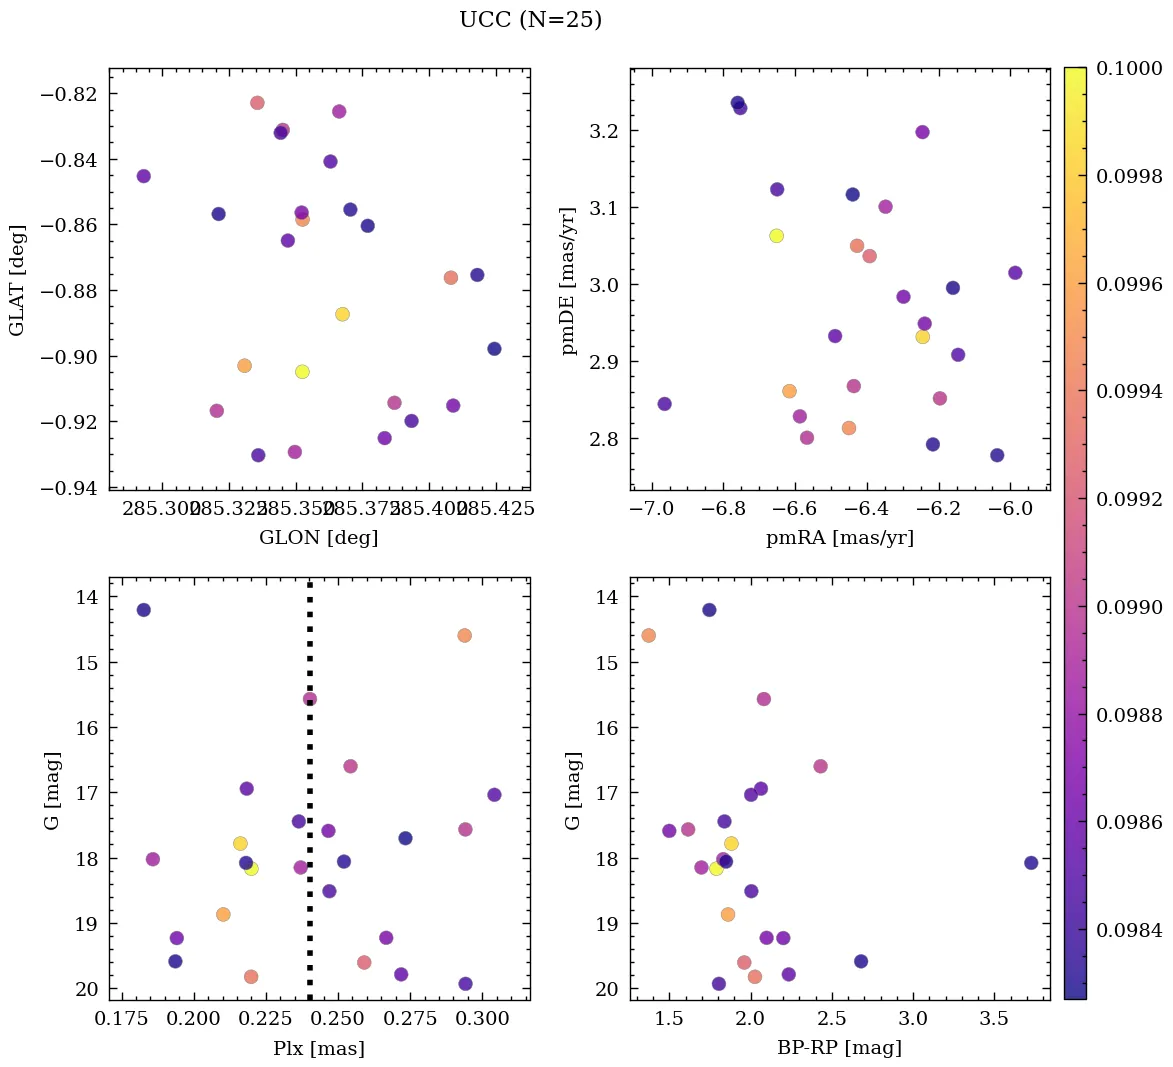 UCC (N=25)
−0.82
−0.84
−0.86
−0.88
−0.90
−0.92
−0.94
GLAT [deg]
285.300 285.325 285.350 285.375 285.400 285.425
GLON [deg]
3.2
3.1
3.0
2.9
2.8
pmDE [mas/yr]
−7.0 −6.8 −6.6 −6.4 −6.2 −6.0
pmRA [mas/yr]
14
15
16
17
18
19
20
G [mag]
0.175 0.200 0.225 0.250 0.275 0.300
Plx [mas]
14
15
16
17
18
19
20
G [mag]
1.5 2.0 2.5 3.0 3.5
BP-RP [mag]
0.1000
0.0998
0.0996
0.0994
0.0992
0.0990
0.0988
0.0986
0.0984